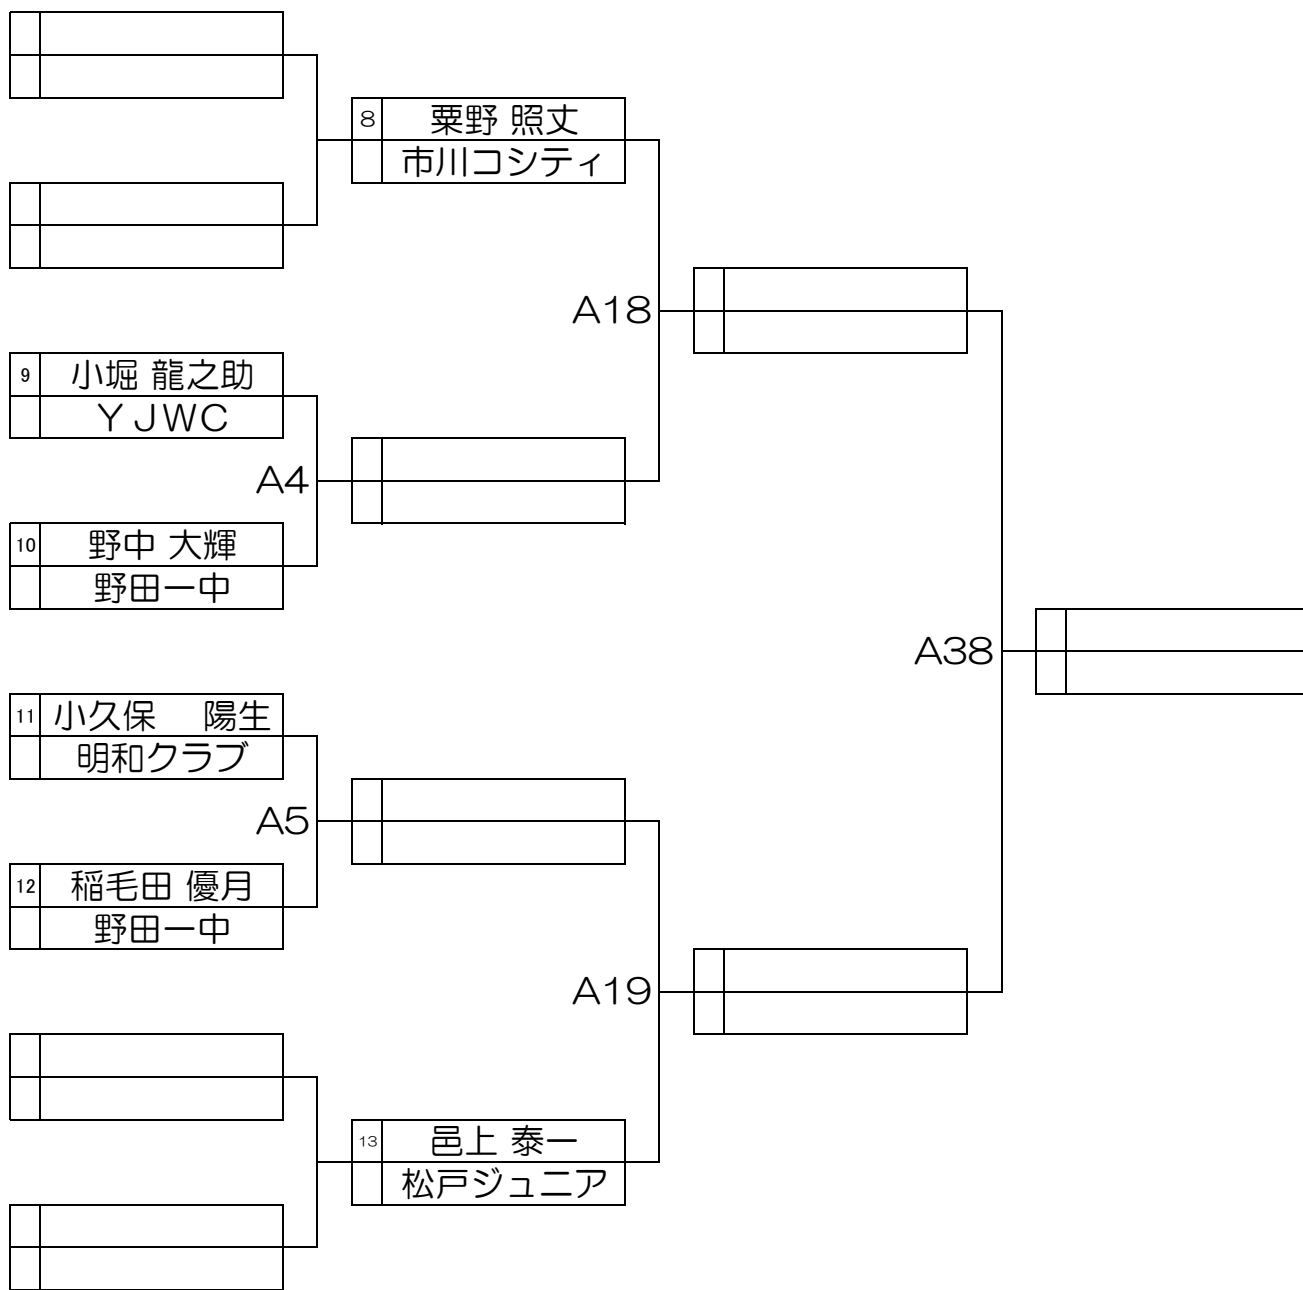 8 粟野 照丈
市川コシティ
A18
9 小堀 龍之助
ＹＪＷＣ
A4
10 野中 大輝
野田一中
A38
11 小久保　陽生
明和クラブ
A5
12 稲毛田 優月
野田一中
A19
13 邑上 泰一
松戸ジュニア